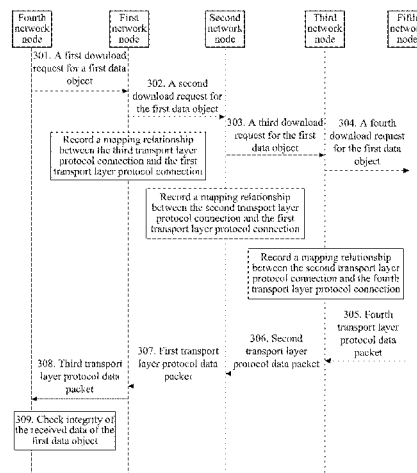 Fourth
network
node
First
network
node
Second
network
node
Third
network
node
Fifth
network
node
301. A first download
request for a first data
object
302. A second
download request for
the first data object
303. A third download
request for the first
data object
304. A fourth
download request
for the first data
object
Record a mapping relationship
between the third transport layer
protocol connection and the first
transport layer protocol connection
Record a mapping relationship
between the second transport layer
protocol connection and the first
transport layer protocol connection
Record a mapping relationship
between the second transport layer
protocol connection and the fourth
transport layer protocol connection
305. Fourth
transport layer
protocol data
packet
306. Second
transport layer
protocol data packet
307. First transport
layer protocol data
packet
308. Third transport
layer protocol data
packet
309. Check integrity of
the received data of the
first data object